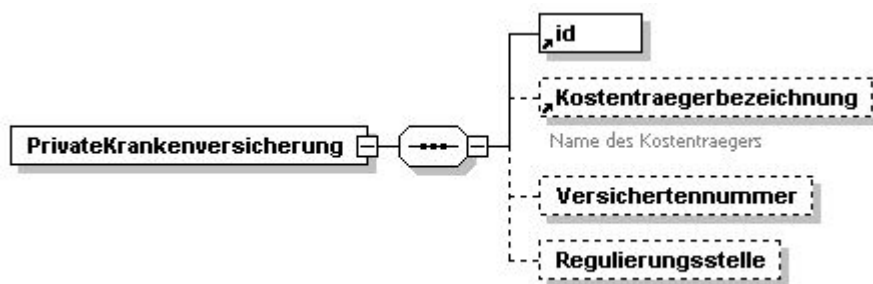 id
Kostentraegerbezeichnung
Name des Kostentraegers
PrivateKrankenversicherung
Versichertennummer
Regulierungsstelle